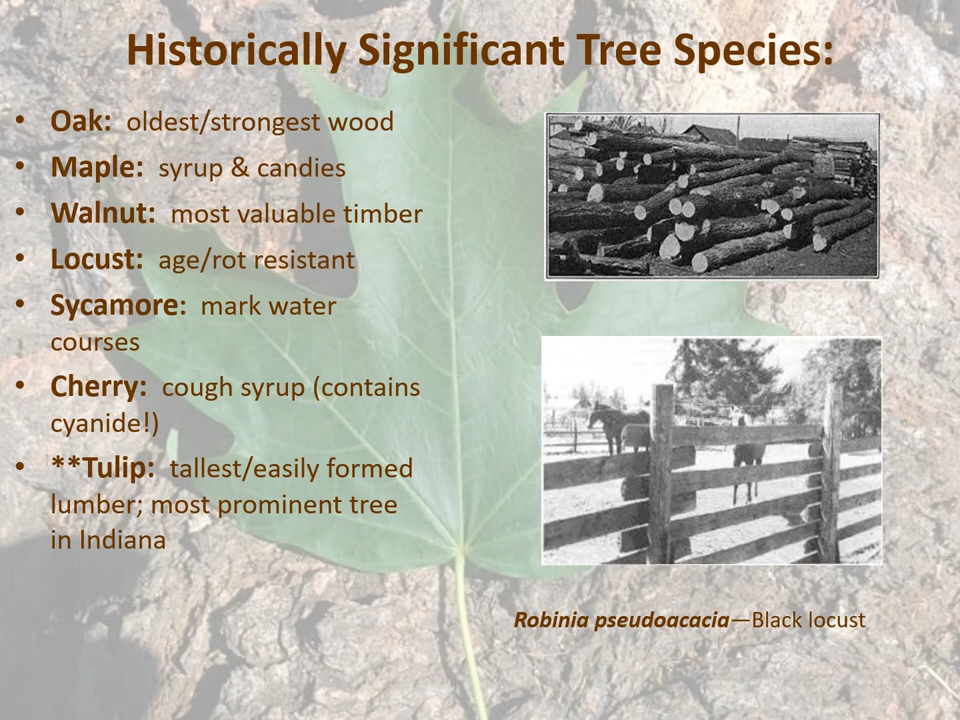 Historically Significant Tree Species:
• Oak: oldest/strongest wood
• Maple: syrup & candies
• Walnut: most valuable timber
• Locust: age/rot resistant
• Sycamore: mark water
courses
• Cherry: cough syrup (contains
cyanide!)
• **Tulip: tallest/easily formed
lumber; most prominent tree
in Indiana
Robinia pseudoacacia—Black locust